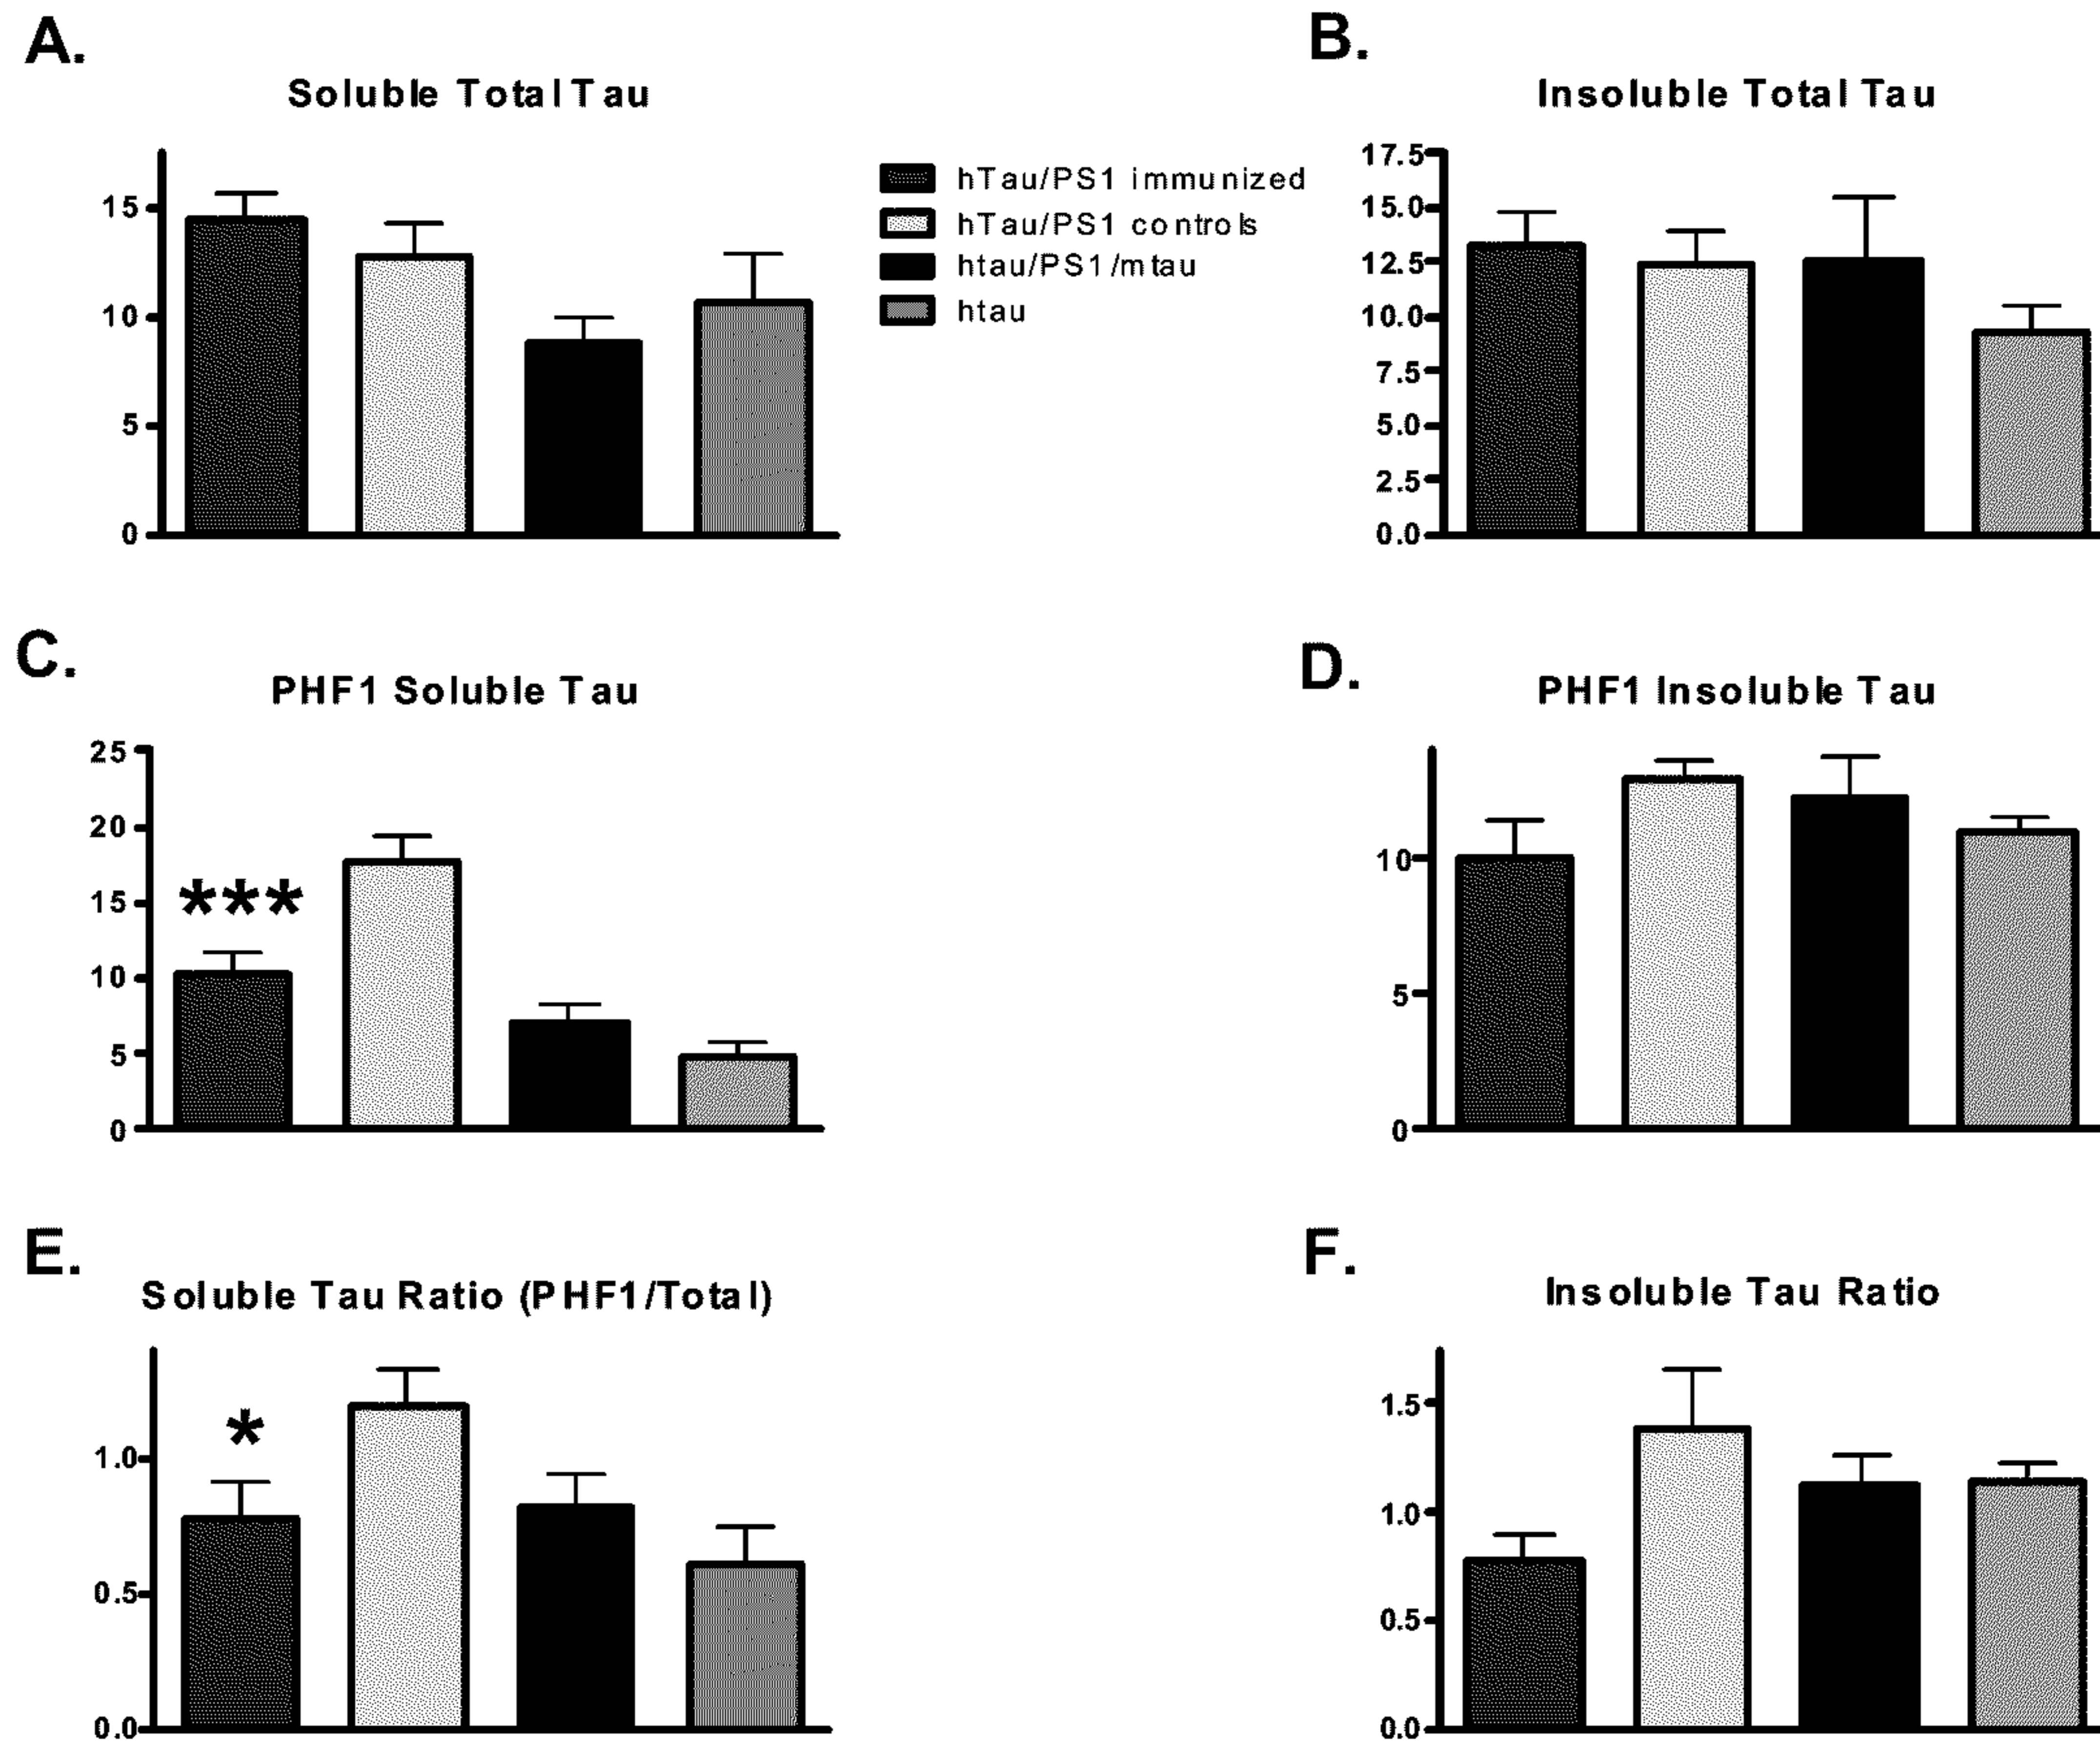 A.
Soluble Total Tau
15
10
5
0
hTau/PS1 immunized
hTau/PS1 controls
htau/PS1/mtau
htau
B.
Insoluble Total Tau
17.5
15.0
12.5
10.0
7.5
5.0
2.5
0.0
C.
PHF1 Soluble Tau
25
20
15
10
5
0
***
D.
PHF1 Insoluble Tau
10
5
0
E.
Soluble Tau Ratio (PHF1/Total)
1.0
0.5
0.0
*
F.
Insoluble Tau Ratio
1.5
1.0
0.5
0.0